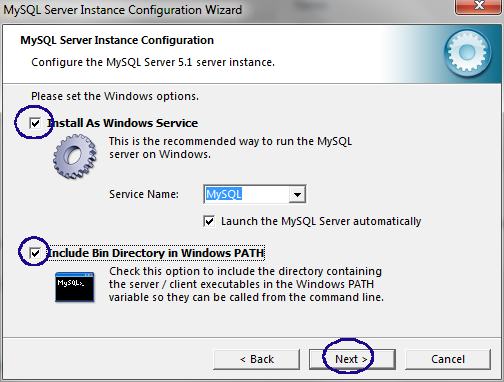 MySQL Server Instance Configuration Wizard
MySQL Server Instance Configuration
Configure the MySQL Server 5.1 server instance.
Please set the Windows options.
Install As Windows Service
This is the recommended way to run the MySQL
server on Windows.
Service Name: MySQL
Launch the MySQL Server automatically
Include Bin Directory in Windows PATH
Check this option to include the directory containing
the server / client executables in the Windows PATH
variable so they can be called from the command line.
MySQL>_
< Back Next > Cancel